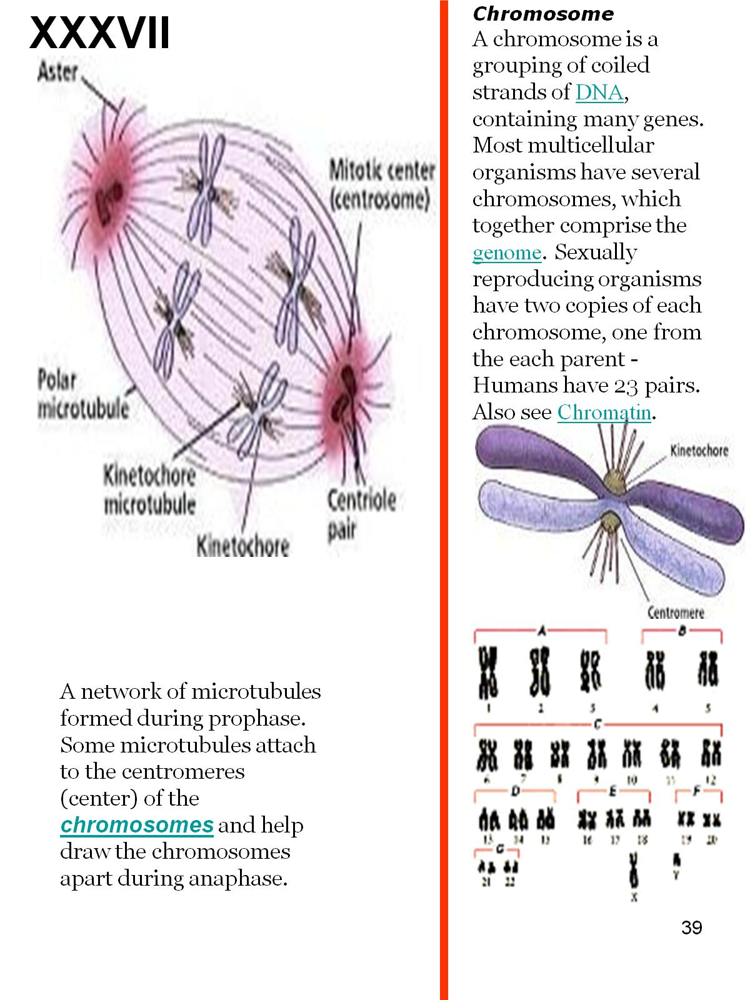 XXXVII
Aster
Mitotic center
(centrosome)
Polar
microtubule
Kinetochore
microtubule
Kinetochore
Centriole
pair
A network of microtubules
formed during prophase.
Some microtubules attach
to the centromeres
(center) of the
chromosomes and help
draw the chromosomes
apart during anaphase.
Chromosome
A chromosome is a
grouping of coiled
strands of DNA,
containing many genes.
Most multicellular
organisms have several
chromosomes, which
together comprise the
genome. Sexually
reproducing organisms
have two copies of each
chromosome, one from
the each parent -
Humans have 23 pairs.
Also see Chromatin.
Kinetochore
Centromere
A B
1 2 3 4 5
C
6 7 8 9 10 11 12
D E F
13 14 15 16 17 18 19 20
G
21 22 X Y
39